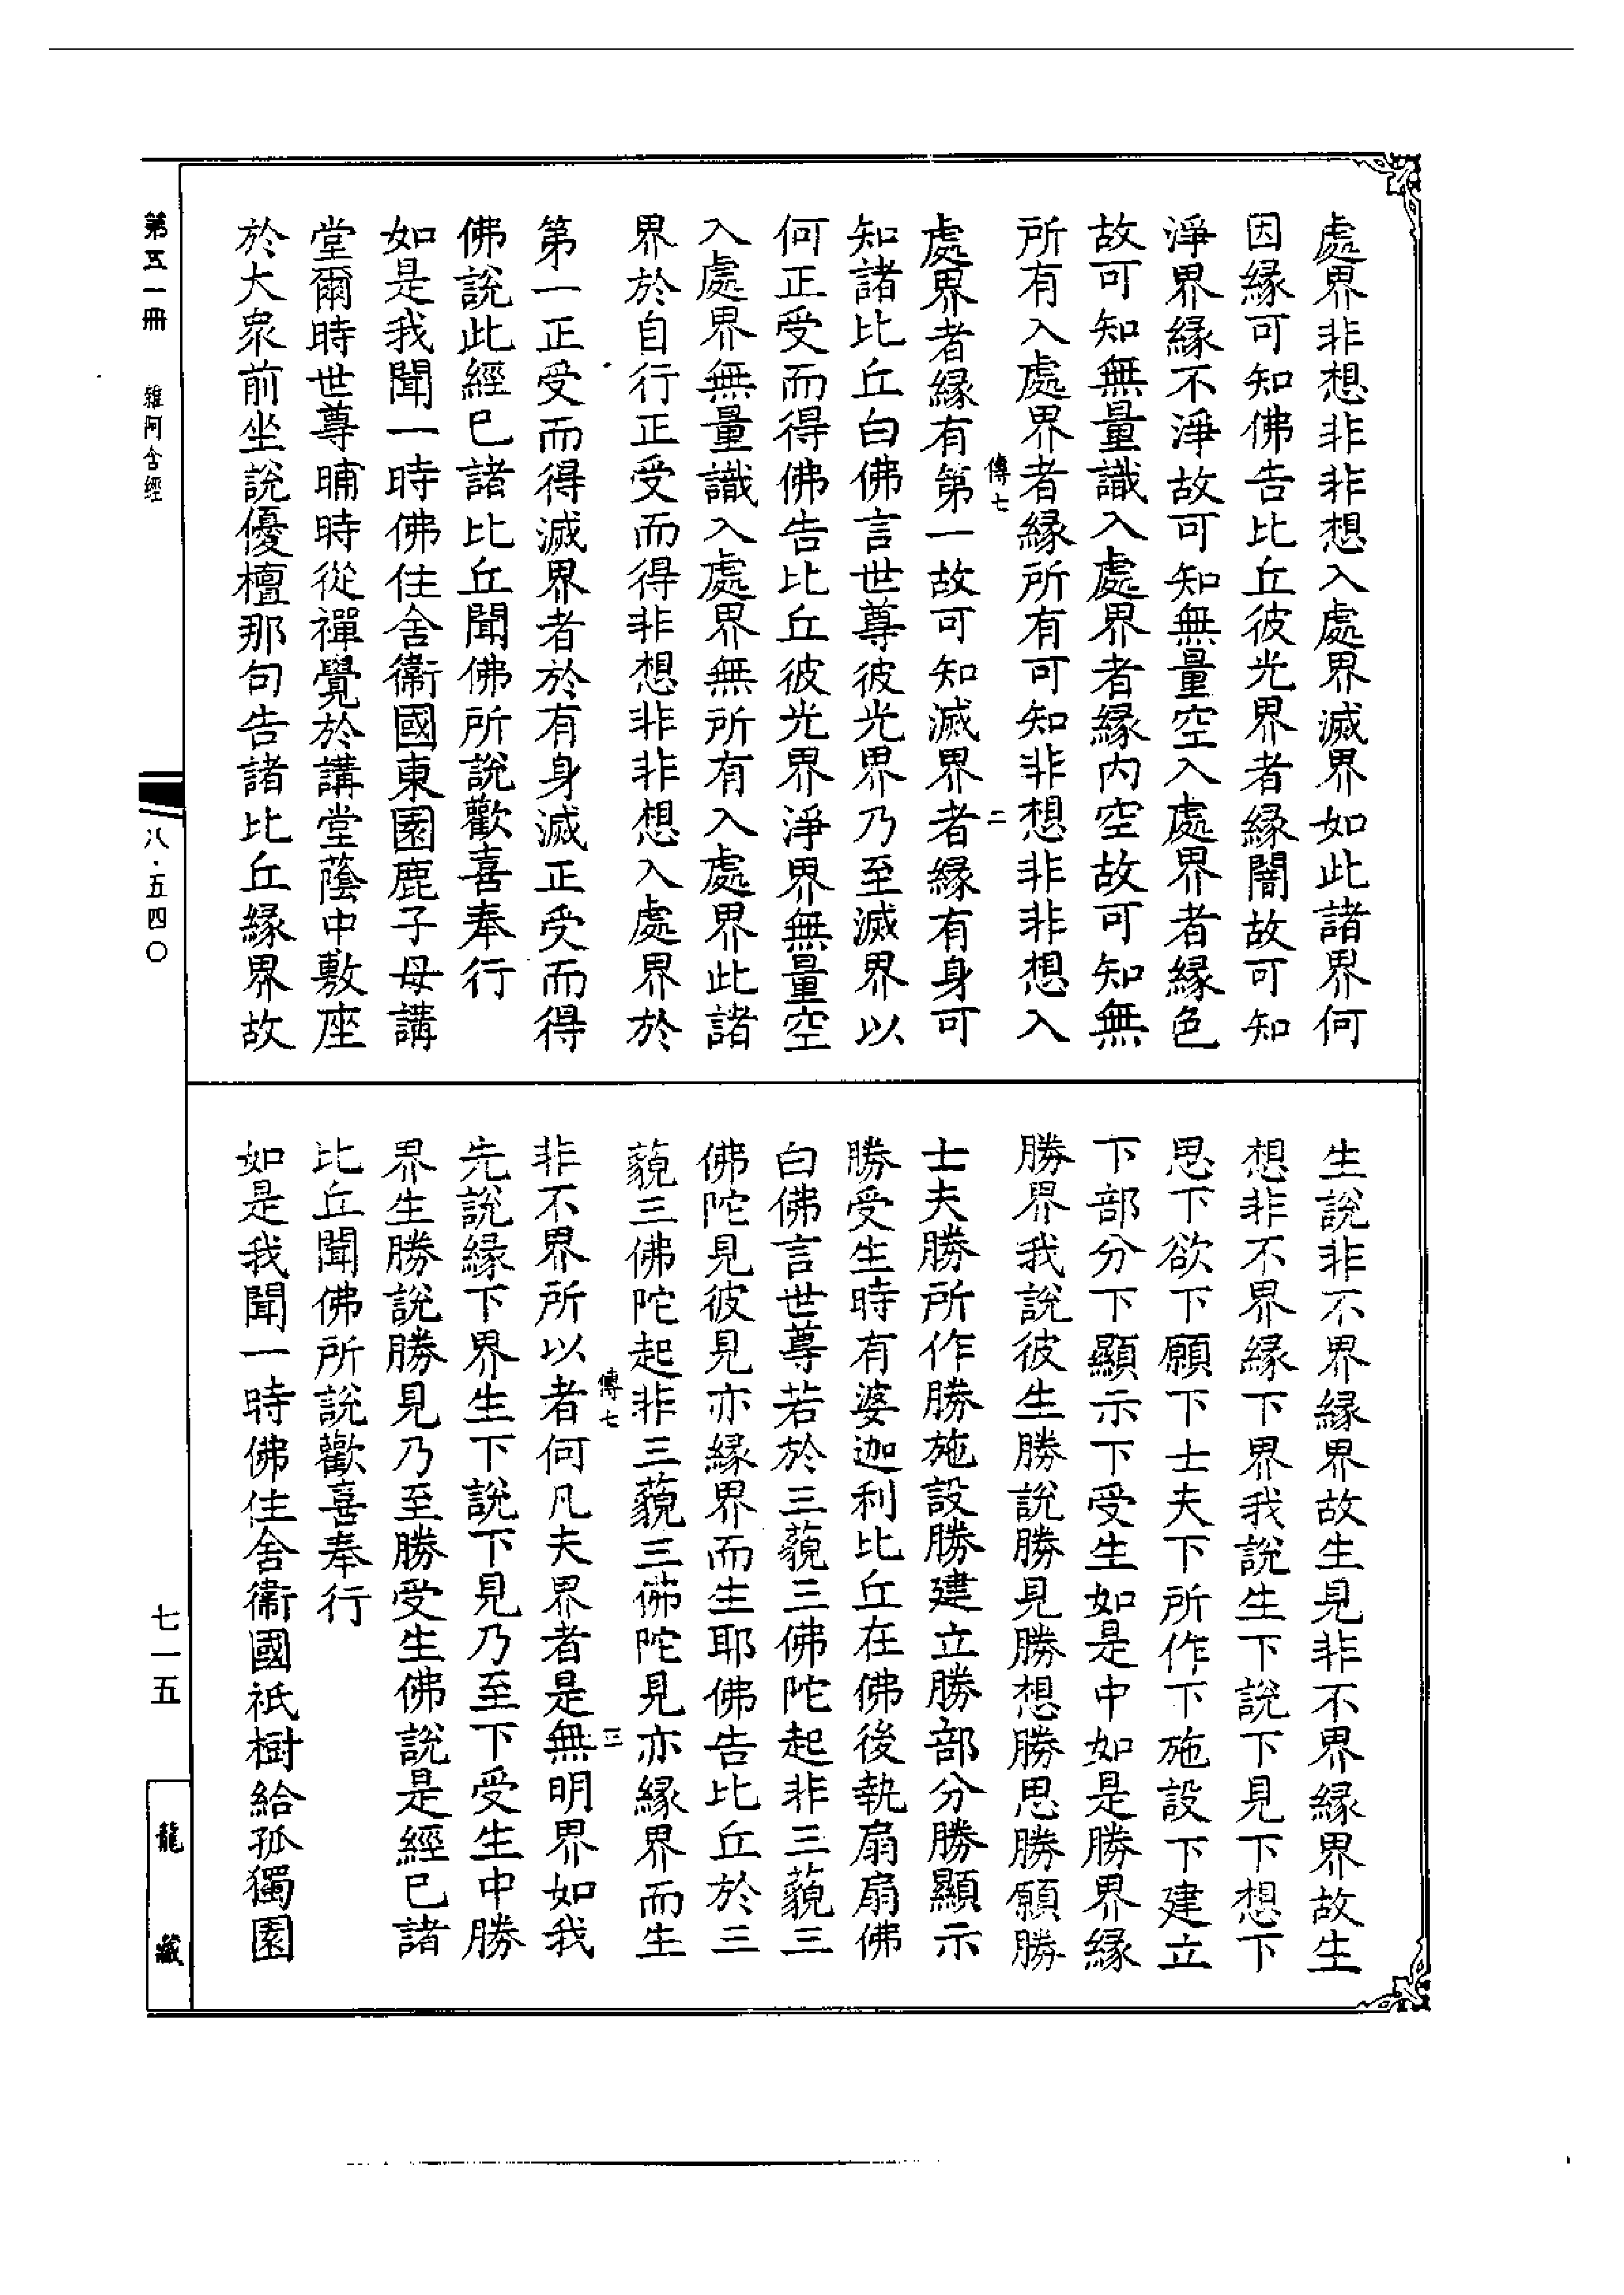 處界非想非非想入處界滅界如此諸界何
因緣可知佛告比丘彼光界者緣闇故可知
淨界緣不淨故可知無量空入處界者緣色
故可知無量識入處界者緣內空故可知無
所有入處界者緣所有可知非想非非想入
傳七
二
處界者緣有第一故可知滅界者緣有身可
知諸比丘白佛言世尊彼光界乃至滅界以
何正受而得佛告比丘彼光界淨界無量空
入處界無量識入處界無所有入處界此諸
界於自行正受而得非想非非想入處界於
第一正受而得滅界者於有身滅正受而得
佛說此經已諸比丘聞佛所說歡喜奉行
如是我聞一時佛住舍衞國東園鹿子母講
堂爾時世尊晡時從禪覺於講堂蔭中敷座
於大衆前坐說優檀那句告諸比丘緣界故
生說非不界緣界故生見非不界緣界故生
想非不界緣下界我說生下說下見下想下
思下欲下願下士夫下所作下施設下建立
下部分下顯示下受生如是中如是勝界緣
勝界我說彼生勝說勝見勝想勝思勝願勝
士夫勝所作勝施設勝建立勝部分勝顯示
勝受生時有婆迦利比丘在佛後執扇扇佛
白佛言世尊若於三藐三佛陀起非三藐三
佛陀見彼見亦緣界而生耶佛告比丘於三
藐三佛陀起非三藐三佛陀見亦緣界而生
傳七
三
非不界所以者何凡夫界者是無明界如我
先說緣下界生下說下見乃至下受生中勝
界生勝說勝見乃至勝受生佛說是經已諸
比丘聞佛所說歡喜奉行
如是我聞一時佛住舍衞國祇樹給孤獨園
第五一冊
雜阿含經
八·五四〇
七一五
龍藏